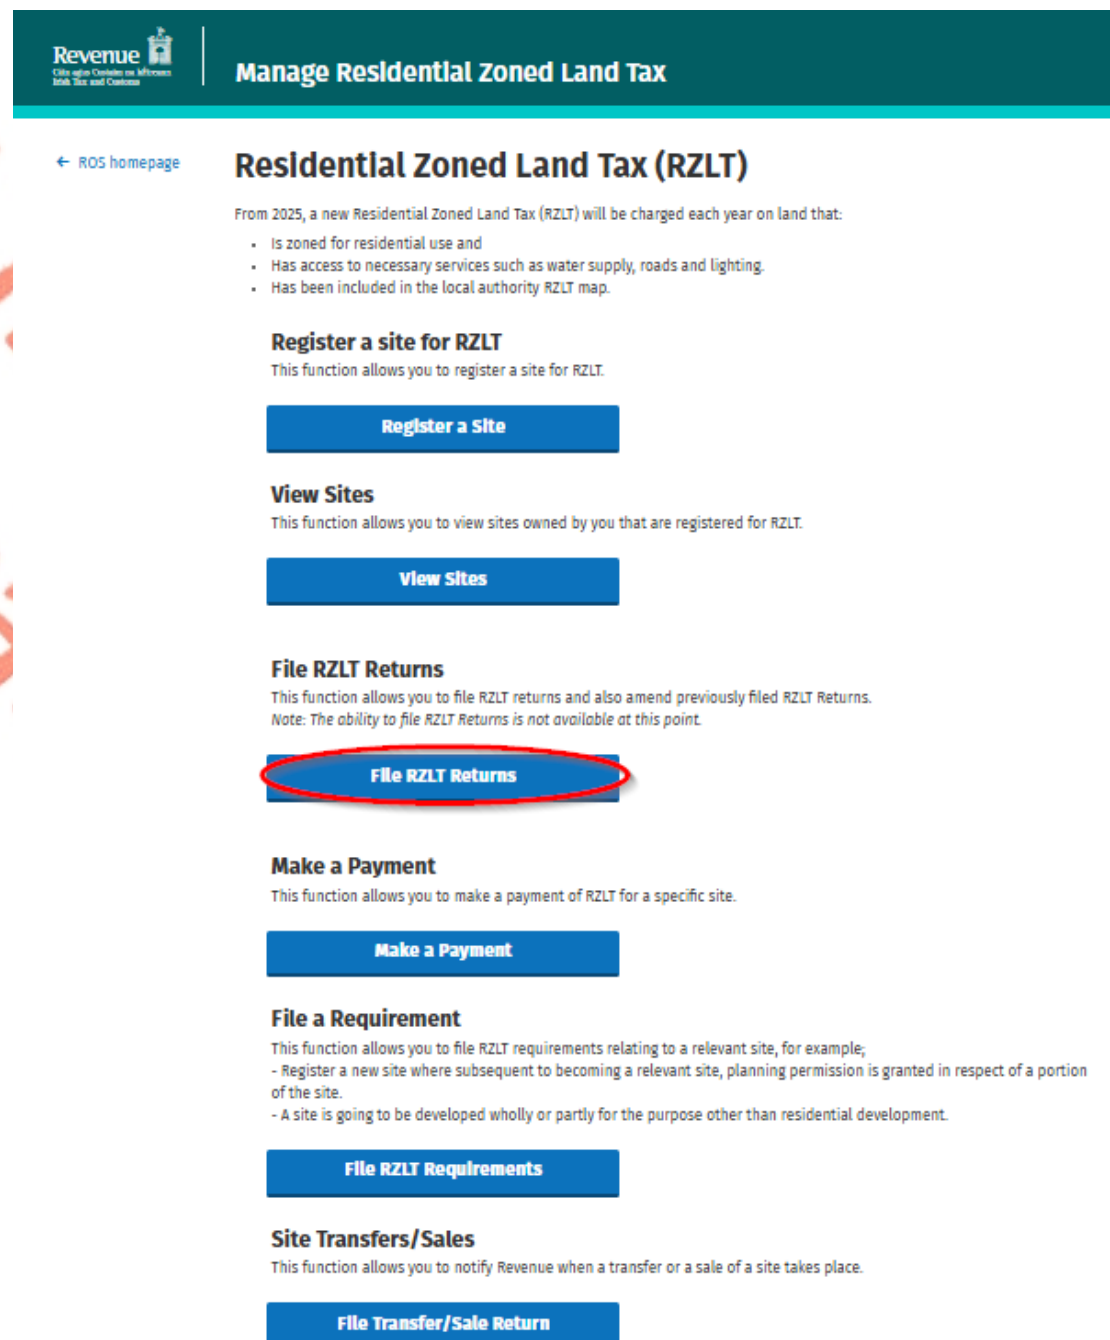 Revenue
Cáin agus Custaim na hÉireann
Irish Tax and Customs
Manage Residential Zoned Land Tax
← ROS homepage
Residential Zoned Land Tax (RZLT)
From 2025, a new Residential Zoned Land Tax (RZLT) will be charged each year on land that:
• Is zoned for residential use and
• Has access to necessary services such as water supply, roads and lighting.
• Has been included in the local authority RZLT map.
Register a site for RZLT
This function allows you to register a site for RZLT.
Register a Site
View Sites
This function allows you to view sites owned by you that are registered for RZLT.
View Sites
File RZLT Returns
This function allows you to file RZLT returns and also amend previously filed RZLT Returns.
Note: The ability to file RZLT Returns is not available at this point.
File RZLT Returns
Make a Payment
This function allows you to make a payment of RZLT for a specific site.
Make a Payment
File a Requirement
This function allows you to file RZLT requirements relating to a relevant site, for example;
- Register a new site where subsequent to becoming a relevant site, planning permission is granted in respect of a portion
of the site.
- A site is going to be developed wholly or partly for the purpose other than residential development.
File RZLT Requirements
Site Transfers/Sales
This function allows you to notify Revenue when a transfer or a sale of a site takes place.
File Transfer/Sale Return